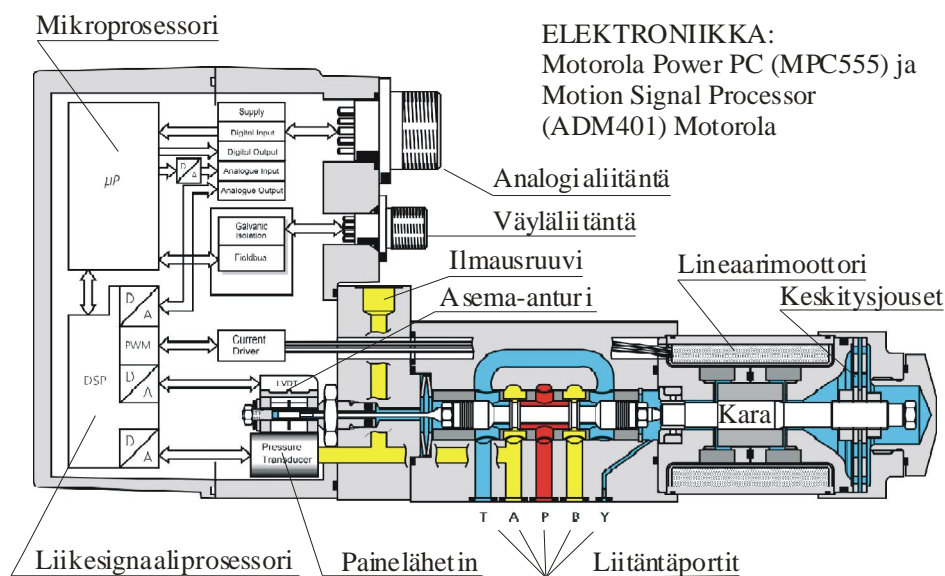 Mikroprosessori
ELEKTRONIIKKA:
Motorola Power PC (MPC555) ja
Motion Signal Processor
(ADM401) Motorola
Supply
Digital Input
Digital Output
Analogue Input
Analogue Output
D
A
µP
Analogialiitäntä
Galvanic
Isolation
Fieldbus
Väyläliitäntä
Ilmausruuvi
Asema-anturi
Lineaarimoottori
Keskitysjouset
D
A
PWM
Current
Driver
DSP
D
A
LVDT
Kara
D
A
Pressure
Transducer
T A P B Y
Liikesignaaliprosessori
Painelähetin
Liitäntäportit